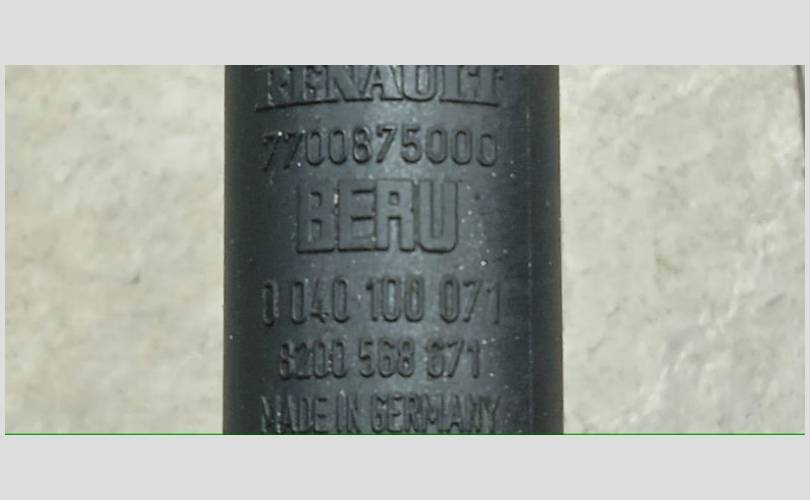 RENAULT
7700875000
BERU
0 040 100 071
8200 568 671
MADE IN GERMANY